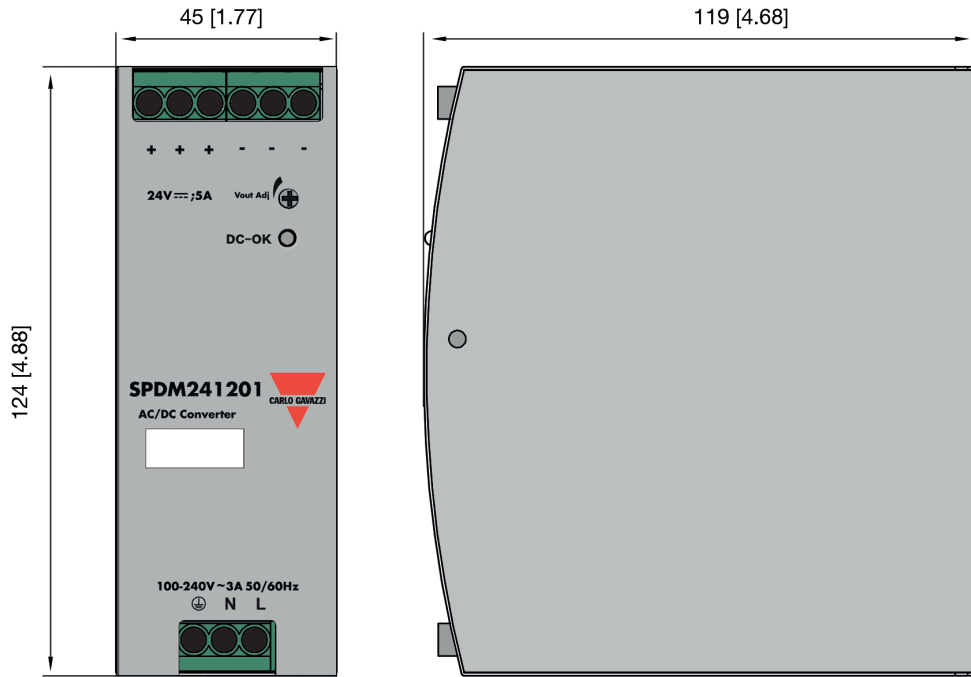 45 [1.77]
119 [4.68]
+ + + - - -
24V⎓;5A Vout Adj
DC-OK
124 [4.88]
SPDM241201
CARLO GAVAZZI
AC/DC Converter
100-240V~3A 50/60Hz
⏚ N L